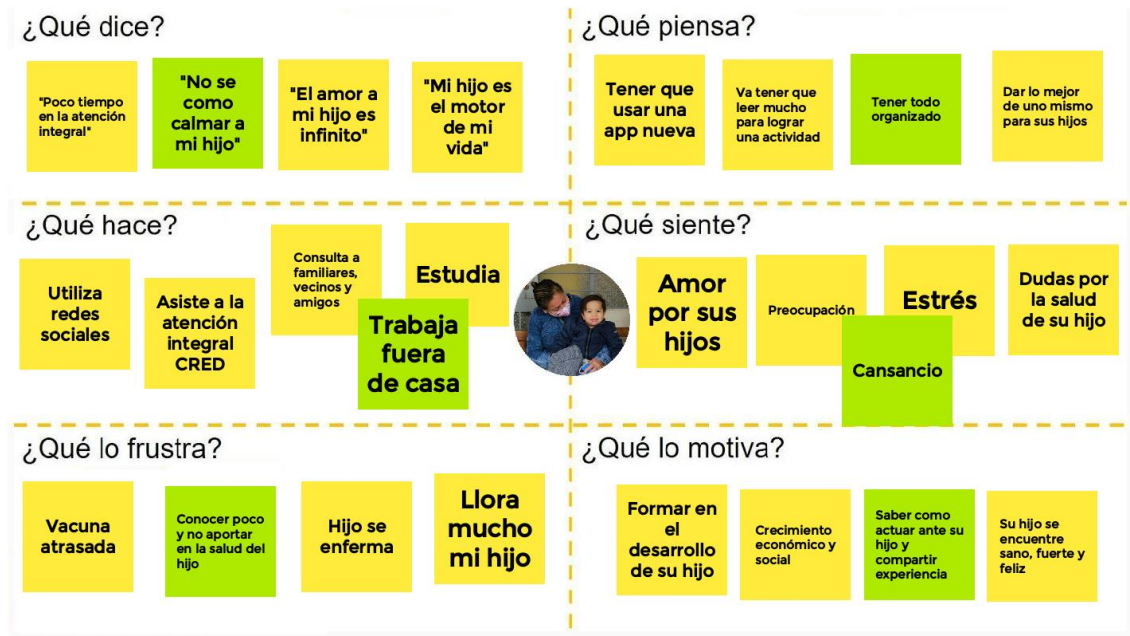 ¿Qué dice?
"Poco tiempo
en la atención
integral"
"No se
como
calmar a
mi hijo"
"El amor a
mi hijo es
infinito"
"Mi hijo es
el motor
de mi
vida"
¿Qué piensa?
Tener que
usar una
app nueva
Va tener que
leer mucho
para lograr
una actividad
Tener todo
organizado
Dar lo mejor
de uno mismo
para sus hijos
¿Qué hace?
Utiliza
redes
sociales
Asiste a la
atención
integral
CRED
Consulta a
familiares,
vecinos y
amigos
Estudia
Trabaja
fuera
de casa
¿Qué siente?
Amor
por sus
hijos
Preocupación
Estrés
Cansancio
Dudas por
la salud
de su hijo
¿Qué lo frustra?
Vacuna
atrasada
Conocer poco
y no aportar
en la salud del
hijo
Hijo se
enferma
Llora
mucho
mi hijo
¿Qué lo motiva?
Formar en
el
desarrollo
de su hijo
Crecimiento
económico y
social
Saber como
actuar ante su
hijo y
compartir
experiencia
Su hijo se
encuentre
sano, fuerte y
feliz